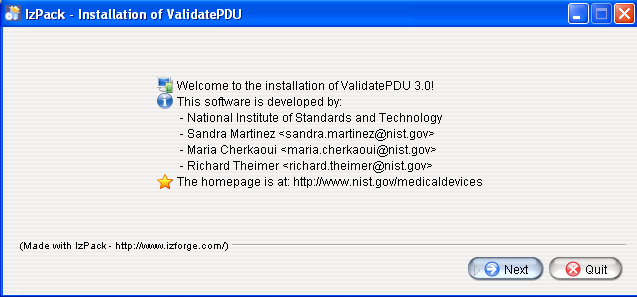 IzPack - Installation of ValidatePDU
Welcome to the installation of ValidatePDU 3.0!
This software is developed by:
- National Institute of Standards and Technology
- Sandra Martinez <sandra.martinez@nist.gov>
- Maria Cherkaoui <maria.cherkaoui@nist.gov>
- Richard Theimer <richard.theimer@nist.gov>
The homepage is at: http://www.nist.gov/medicaldevices
(Made with IzPack - http://www.izforge.com/)
Next Quit